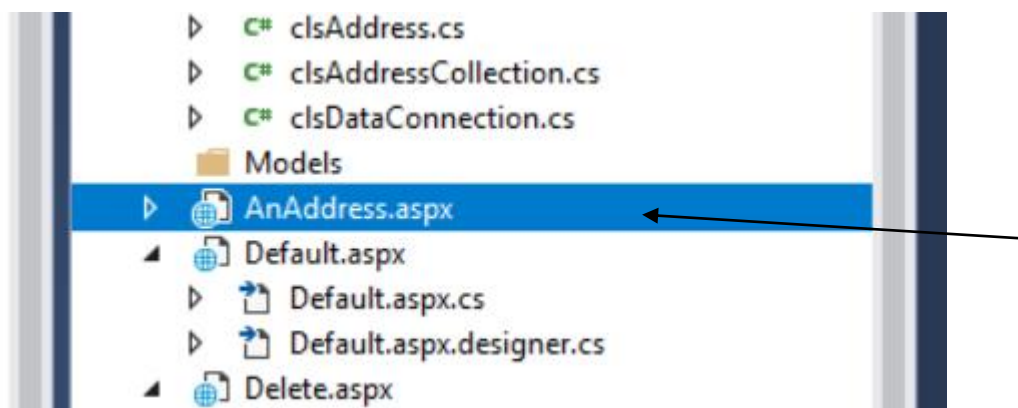 C# clsAddress.cs
C# clsAddressCollection.cs
C# clsDataConnection.cs
Models
AnAddress.aspx
Default.aspx
Default.aspx.cs
Default.aspx.designer.cs
Delete.aspx